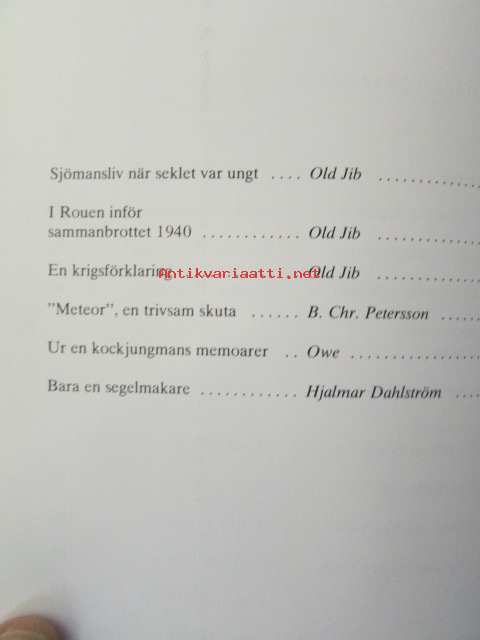 Sjömansliv när seklet var ungt .... Old Jib ..............
I Rouen inför
sammanbrottet 1940 ............ Old Jib ..............
En krigsförklaring Old Jib ..............
antikvariaatti.net
"Meteor", en trivsam skuta ...... B. Chr. Petersson .....
Ur en kockjungmans memoarer .. Owe .................
Bara en segelmakare ............ Hjalmar Dahlström ....